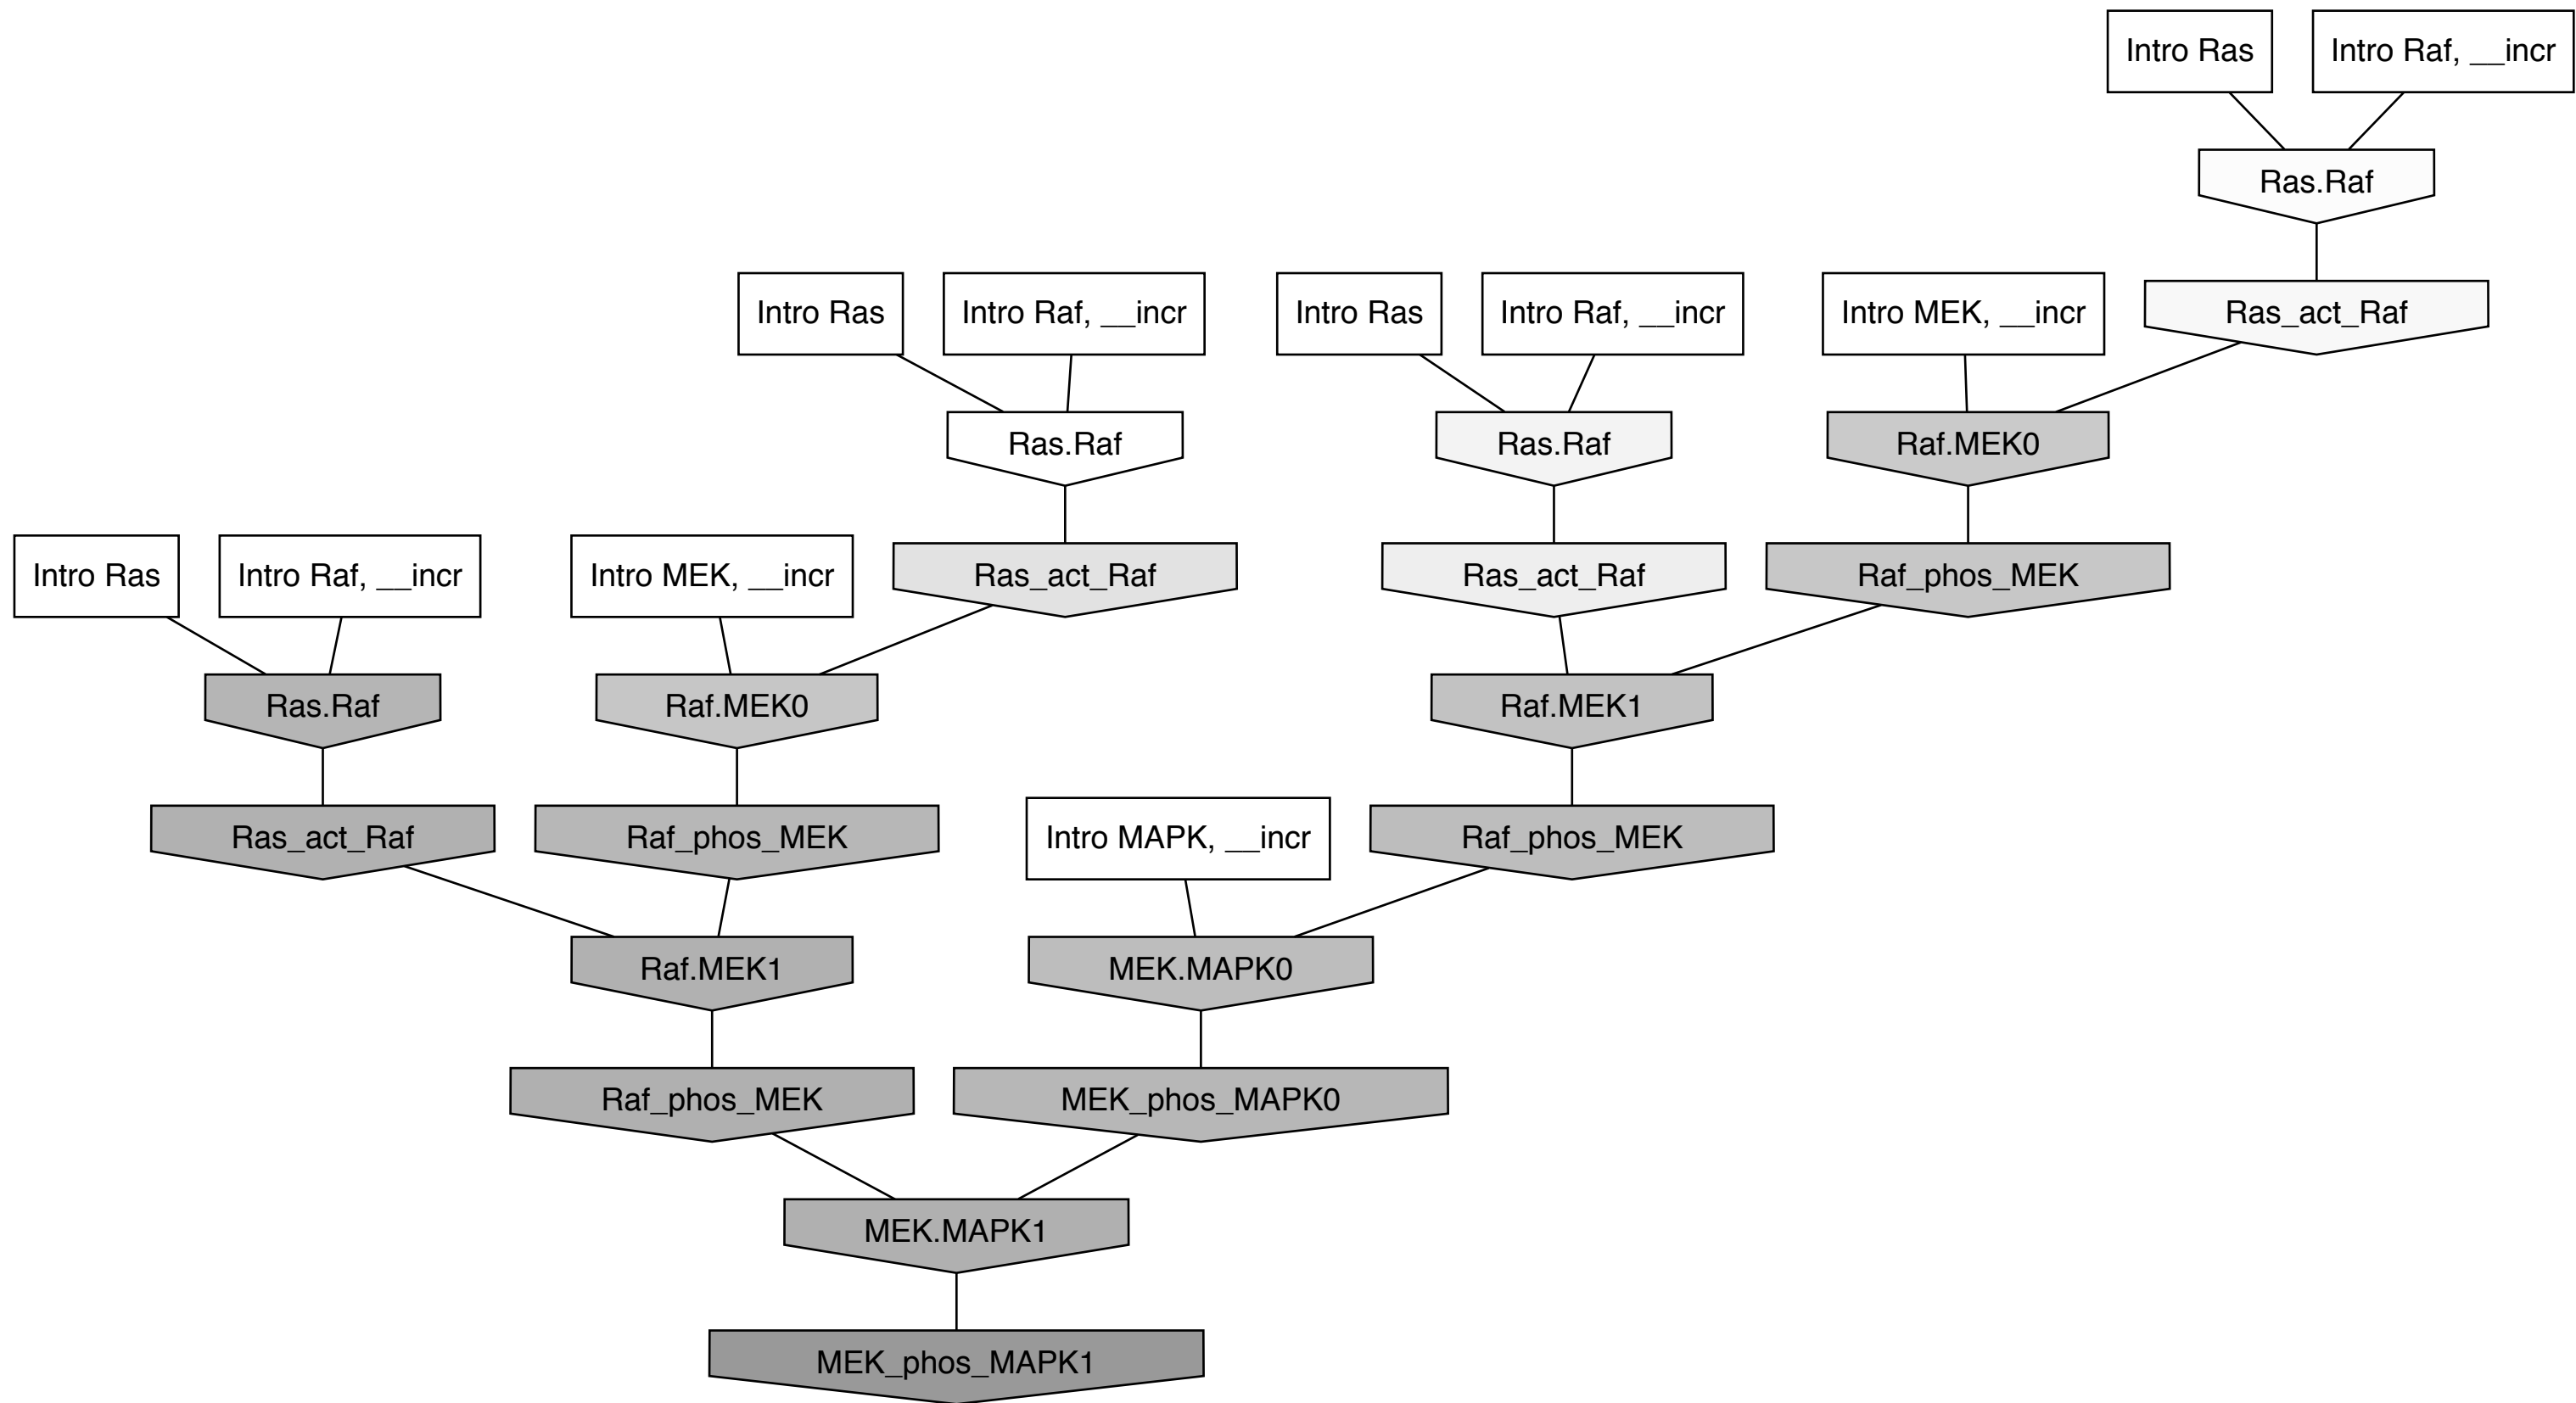 Intro Ras
Intro Raf, __incr
Ras.Raf
Intro Ras
Intro Raf, __incr
Intro Ras
Intro Raf, __incr
Intro MEK, __incr
Ras_act_Raf
Ras.Raf
Ras.Raf
Raf.MEK0
Intro Ras
Intro Raf, __incr
Intro MEK, __incr
Ras_act_Raf
Ras_act_Raf
Raf_phos_MEK
Ras.Raf
Raf.MEK0
Raf.MEK1
Ras_act_Raf
Raf_phos_MEK
Intro MAPK, __incr
Raf_phos_MEK
Raf.MEK1
MEK.MAPK0
Raf_phos_MEK
MEK_phos_MAPK0
MEK.MAPK1
MEK_phos_MAPK1